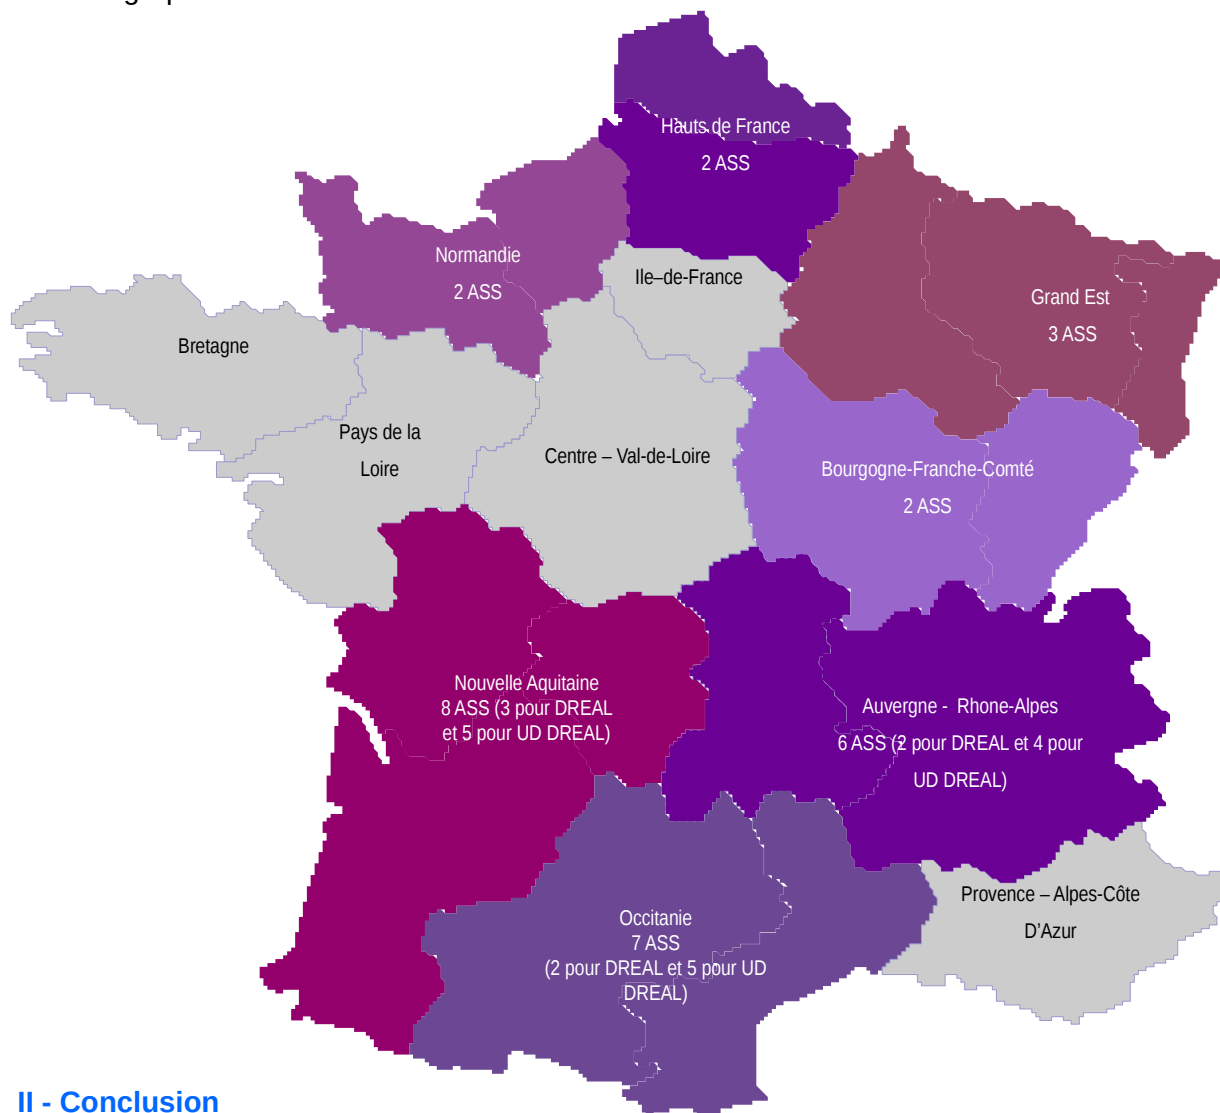 Hauts de France
2 ASS
Normandie
2 ASS
Ile–de-France
Grand Est
3 ASS
Bretagne
Pays de la
Loire
Centre – Val-de-Loire
Bourgogne-Franche-Comté
2 ASS
Nouvelle Aquitaine
8 ASS (3 pour DREAL
et 5 pour UD DREAL)
Auvergne - Rhone-Alpes
6 ASS (2 pour DREAL et 4 pour
UD DREAL)
Provence – Alpes-Côte
D'Azur
Occitanie
7 ASS
(2 pour DREAL et 5 pour UD
DREAL)
II - Conclusion